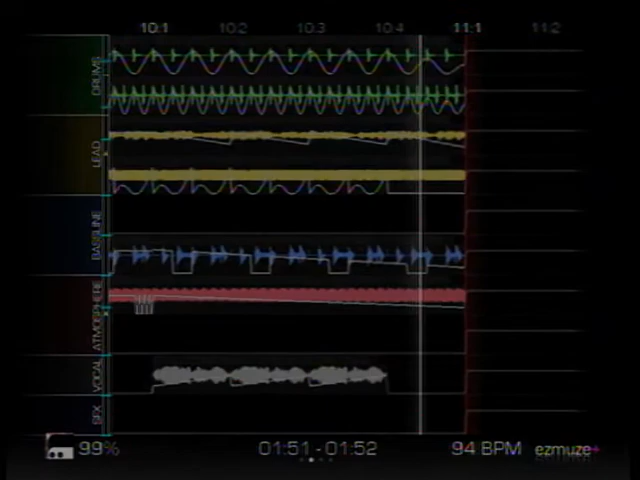 10:1 10:2 10:3 10:4 11:1 11:2
DRUMS
LEAD
BASSLINE
ATMOSPHERE
VOCAL
SFX
99% 01:51 - 01:52 94 BPM ezmuze+